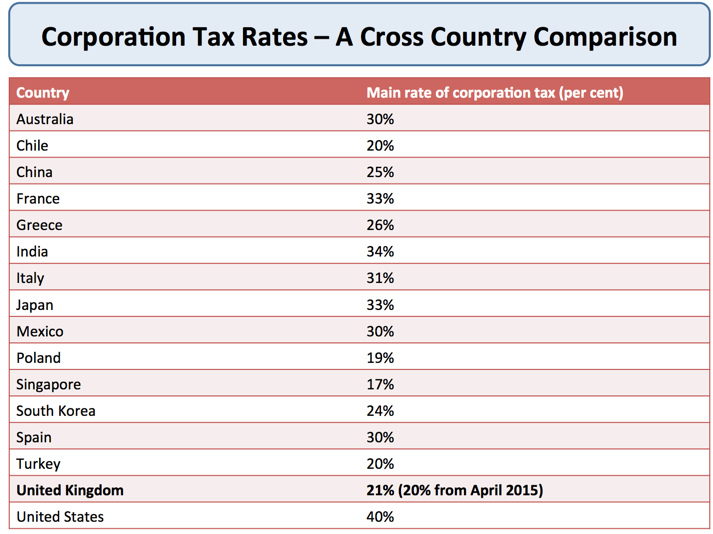 Corporation Tax Rates – A Cross Country Comparison
Country Main rate of corporation tax (per cent)
Australia 30%
Chile 20%
China 25%
France 33%
Greece 26%
India 34%
Italy 31%
Japan 33%
Mexico 30%
Poland 19%
Singapore 17%
South Korea 24%
Spain 30%
Turkey 20%
United Kingdom 21% (20% from April 2015)
United States 40%